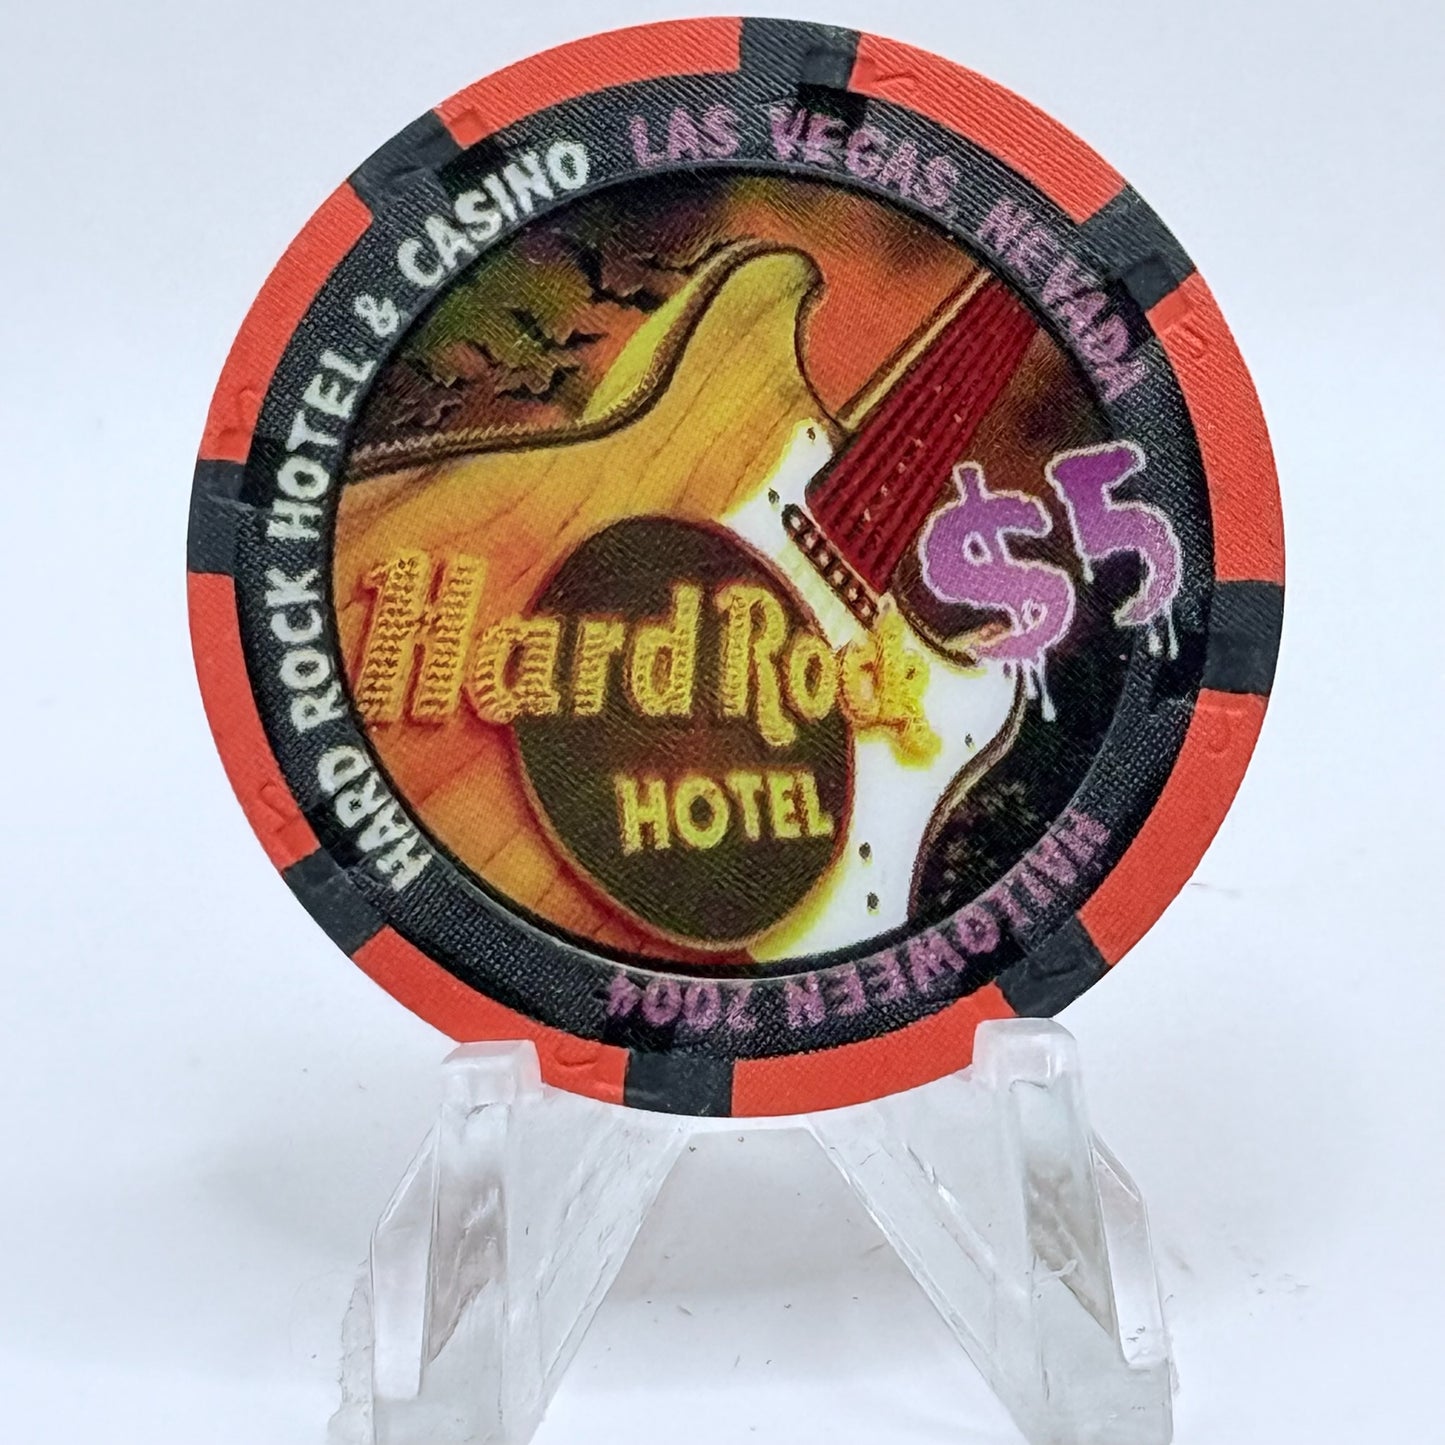 HARD ROCK HOTEL & CASINO
LAS VEGAS, NEVADA
HALLOWEEN 2004
$5
Hard Rock
HOTEL